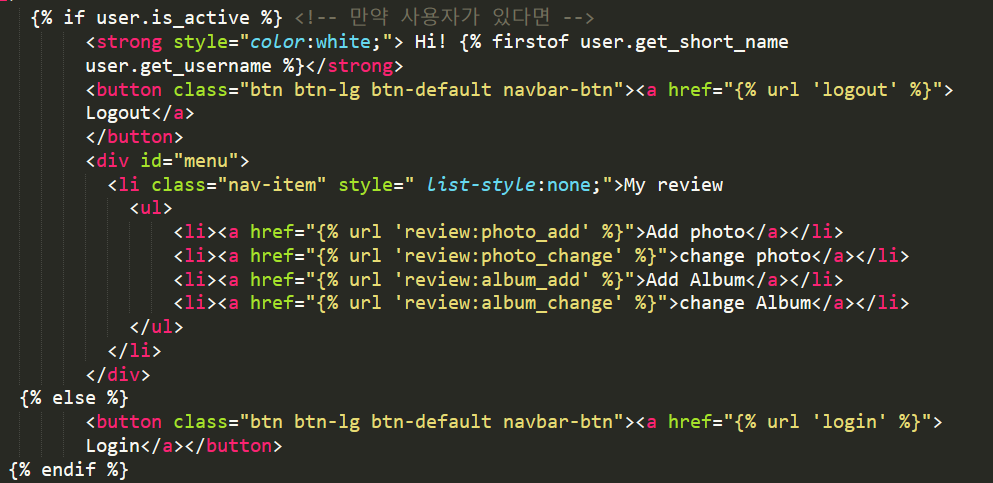 {% if user.is_active %} <!-- 만약 사용자가 있다면 -->
<strong style="color:white;"> Hi! {% firstof user.get_short_name
user.get_username %}</strong>
<button class="btn btn-lg btn-default navbar-btn"><a href="{% url 'logout' %}">
Logout</a>
</button>
<div id="menu">
<li class="nav-item" style=" list-style:none;">My review
<ul>
<li><a href="{% url 'review:photo_add' %}">Add photo</a></li>
<li><a href="{% url 'review:photo_change' %}">change photo</a></li>
<li><a href="{% url 'review:album_add' %}">Add Album</a></li>
<li><a href="{% url 'review:album_change' %}">change Album</a></li>
</ul>
</li>
</div>
{% else %}
<button class="btn btn-lg btn-default navbar-btn"><a href="{% url 'login' %}">
Login</a></button>
{% endif %}